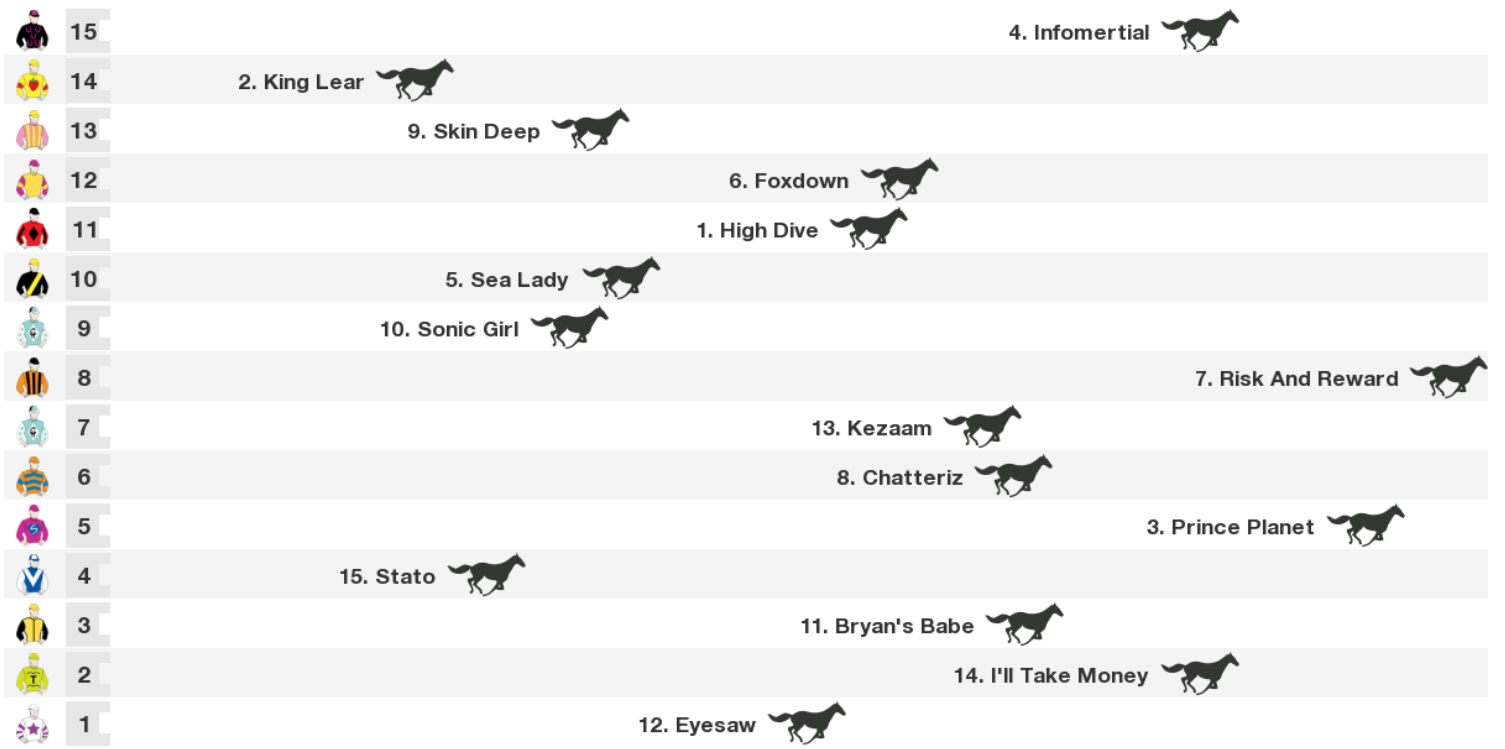 15 4. Infomertial
14 2. King Lear
13 9. Skin Deep
12 6. Foxdown
11 1. High Dive
10 5. Sea Lady
9 10. Sonic Girl
8 7. Risk And Reward
7 13. Kezaam
6 8. Chatteriz
5 3. Prince Planet
4 15. Stato
3 11. Bryan's Babe
2 14. I'll Take Money
1 12. Eyesaw